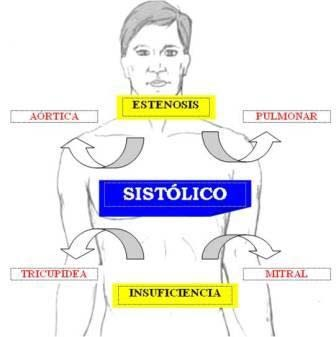 ESTENOSIS
AÓRTICA
PULMONAR
SISTÓLICO
TRICUPÍDEA
MITRAL
INSUFICIENCIA